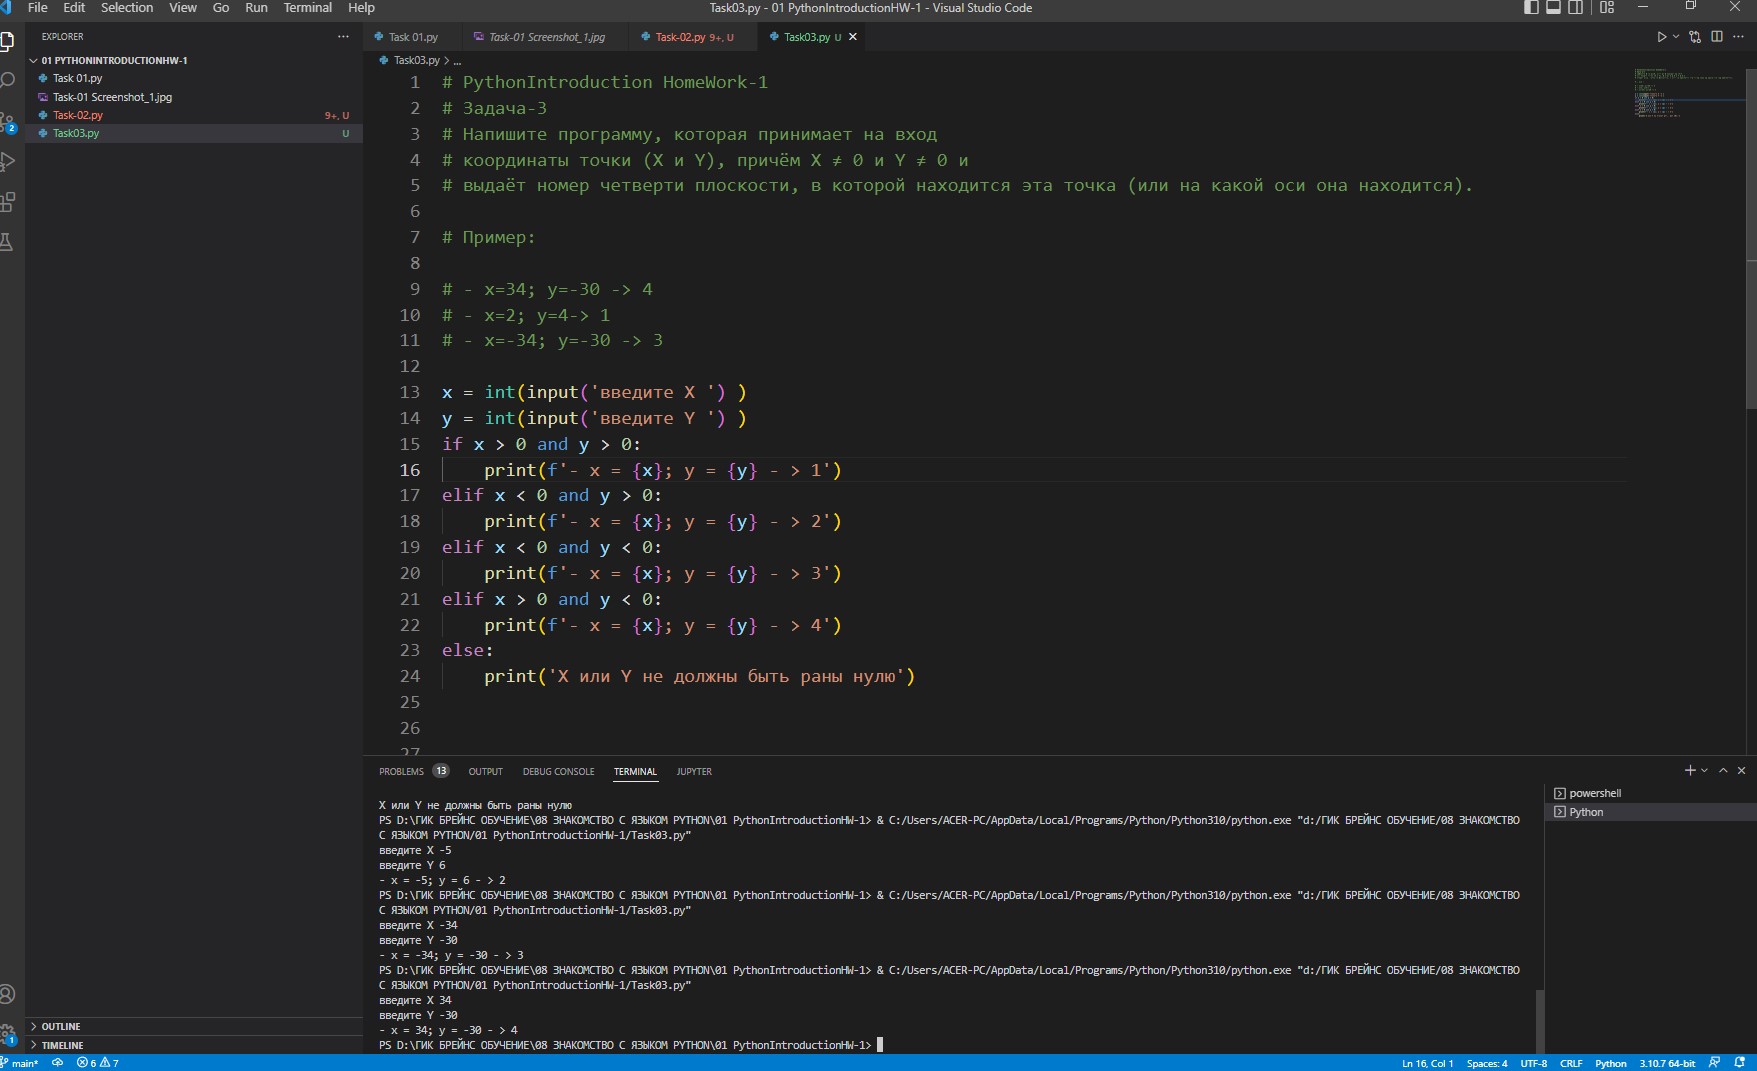 File Edit Selection View Go Run Terminal Help
Task03.py - 01 PythonIntroductionHW-1 - Visual Studio Code
EXPLORER
01 PYTHONINTRODUCTIONHW-1
Task 01.py
Task-01 Screenshot_1.jpg
Task-02.py 9+, U
Task03.py U
OUTLINE
TIMELINE
2
1
Task 01.py Task-01 Screenshot_1.jpg Task-02.py 9+, U Task03.py U
Task03.py > ...
1 # PythonIntroduction HomeWork-1
2 # Задача-3
3 # Напишите программу, которая принимает на вход
4 # координаты точки (X и Y), причём X ≠ 0 и Y ≠ 0 и
5 # выдаёт номер четверти плоскости, в которой находится эта точка (или на какой оси она находится).
6
7 # Пример:
8
9 # - x=34; y=-30 -> 4
10 # - x=2; y=4-> 1
11 # - x=-34; y=-30 -> 3
12
13 x = int(input('введите X ') )
14 y = int(input('введите Y ') )
15 if x > 0 and y > 0:
16 print(f'- x = {x}; y = {y} - > 1')
17 elif x < 0 and y > 0:
18 print(f'- x = {x}; y = {y} - > 2')
19 elif x < 0 and y < 0:
20 print(f'- x = {x}; y = {y} - > 3')
21 elif x > 0 and y < 0:
22 print(f'- x = {x}; y = {y} - > 4')
23 else:
24 print('X или Y не должны быть раны нулю')
25
26
27
PROBLEMS 13 OUTPUT DEBUG CONSOLE TERMINAL JUPYTER
X или Y не должны быть раны нулю
PS D:\ГИК БРЕЙНС ОБУЧЕНИЕ\08 ЗНАКОМСТВО С ЯЗЫКОМ PYTHON\01 PythonIntroductionHW-1> & C:/Users/ACER-PC/AppData/Local/Programs/Python/Python310/python.exe "d:/ГИК БРЕЙНС ОБУЧЕНИЕ/08 ЗНАКОМСТВО
С ЯЗЫКОМ PYTHON/01 PythonIntroductionHW-1/Task03.py"
введите X -5
введите Y 6
- x = -5; y = 6 - > 2
PS D:\ГИК БРЕЙНС ОБУЧЕНИЕ\08 ЗНАКОМСТВО С ЯЗЫКОМ PYTHON\01 PythonIntroductionHW-1> & C:/Users/ACER-PC/AppData/Local/Programs/Python/Python310/python.exe "d:/ГИК БРЕЙНС ОБУЧЕНИЕ/08 ЗНАКОМСТВО
С ЯЗЫКОМ PYTHON/01 PythonIntroductionHW-1/Task03.py"
введите X -34
введите Y -30
- x = -34; y = -30 - > 3
PS D:\ГИК БРЕЙНС ОБУЧЕНИЕ\08 ЗНАКОМСТВО С ЯЗЫКОМ PYTHON\01 PythonIntroductionHW-1> & C:/Users/ACER-PC/AppData/Local/Programs/Python/Python310/python.exe "d:/ГИК БРЕЙНС ОБУЧЕНИЕ/08 ЗНАКОМСТВО
С ЯЗЫКОМ PYTHON/01 PythonIntroductionHW-1/Task03.py"
введите X 34
введите Y -30
- x = 34; y = -30 - > 4
PS D:\ГИК БРЕЙНС ОБУЧЕНИЕ\08 ЗНАКОМСТВО С ЯЗЫКОМ PYTHON\01 PythonIntroductionHW-1>
powershell
Python
main* 6 7
Ln 16, Col 1 Spaces: 4 UTF-8 CRLF Python 3.10.7 64-bit